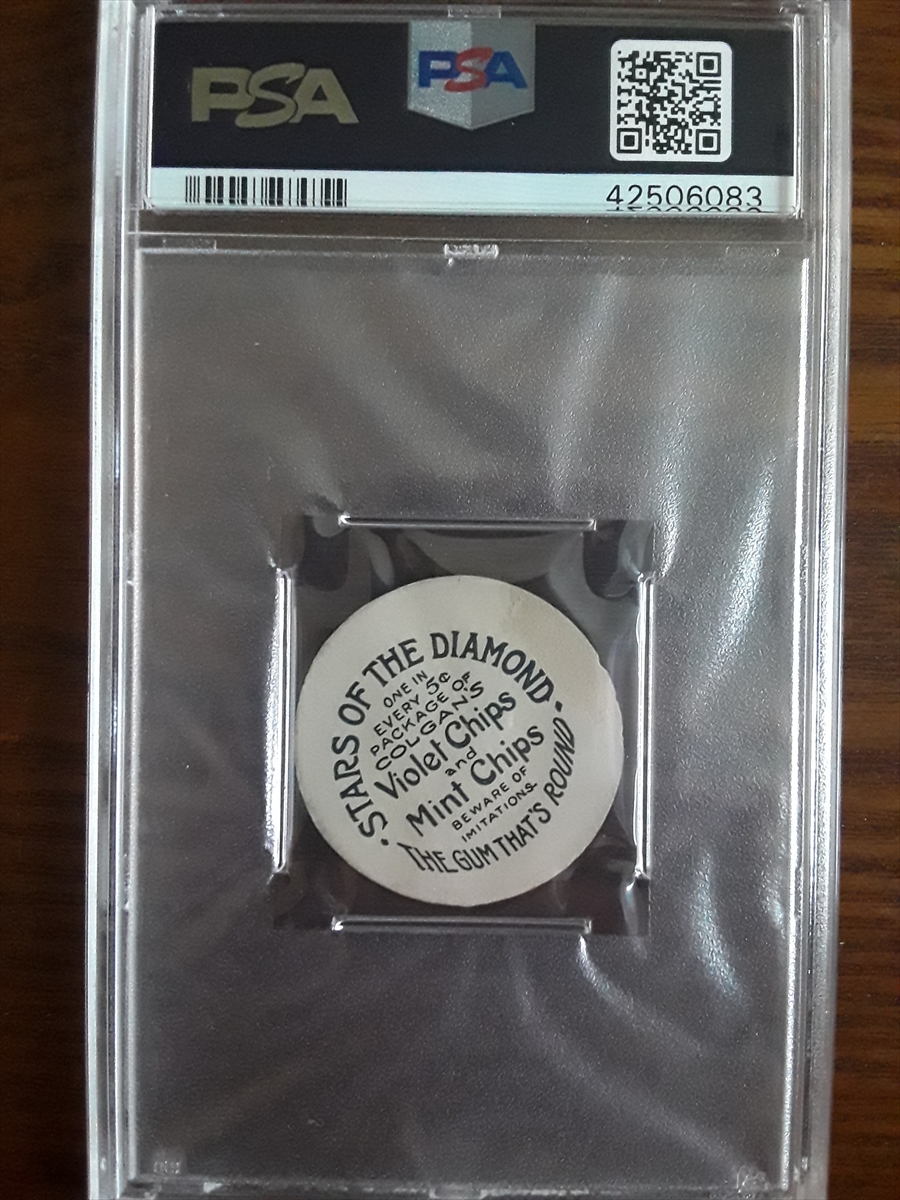 PSA
PSA
42506083
• STARS OF THE DIAMOND •
ONE IN
EVERY 5¢
PACKAGE OF
COLGAN'S
Violet Chips
and
Mint Chips
BEWARE OF
IMITATIONS.
THE GUM THAT'S ROUND